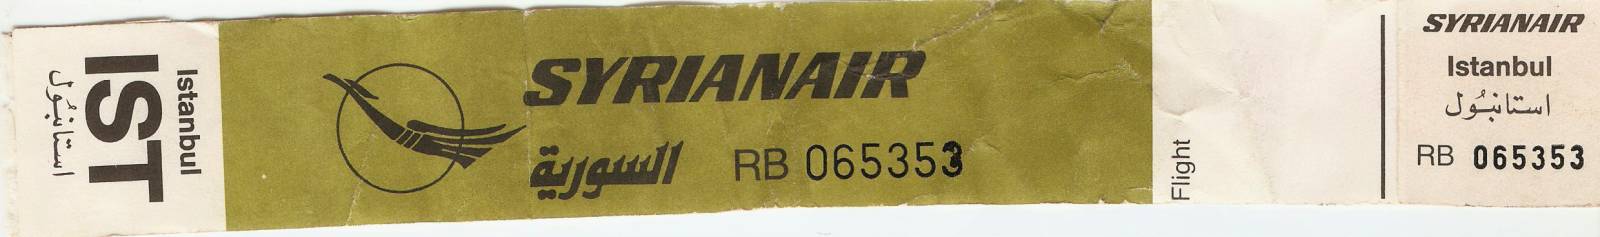 Istanbul
IST
استانبُول
SYRIANAIR
السورية
RB 065353
Flight
SYRIANAIR
Istanbul
استانبُول
RB 065353